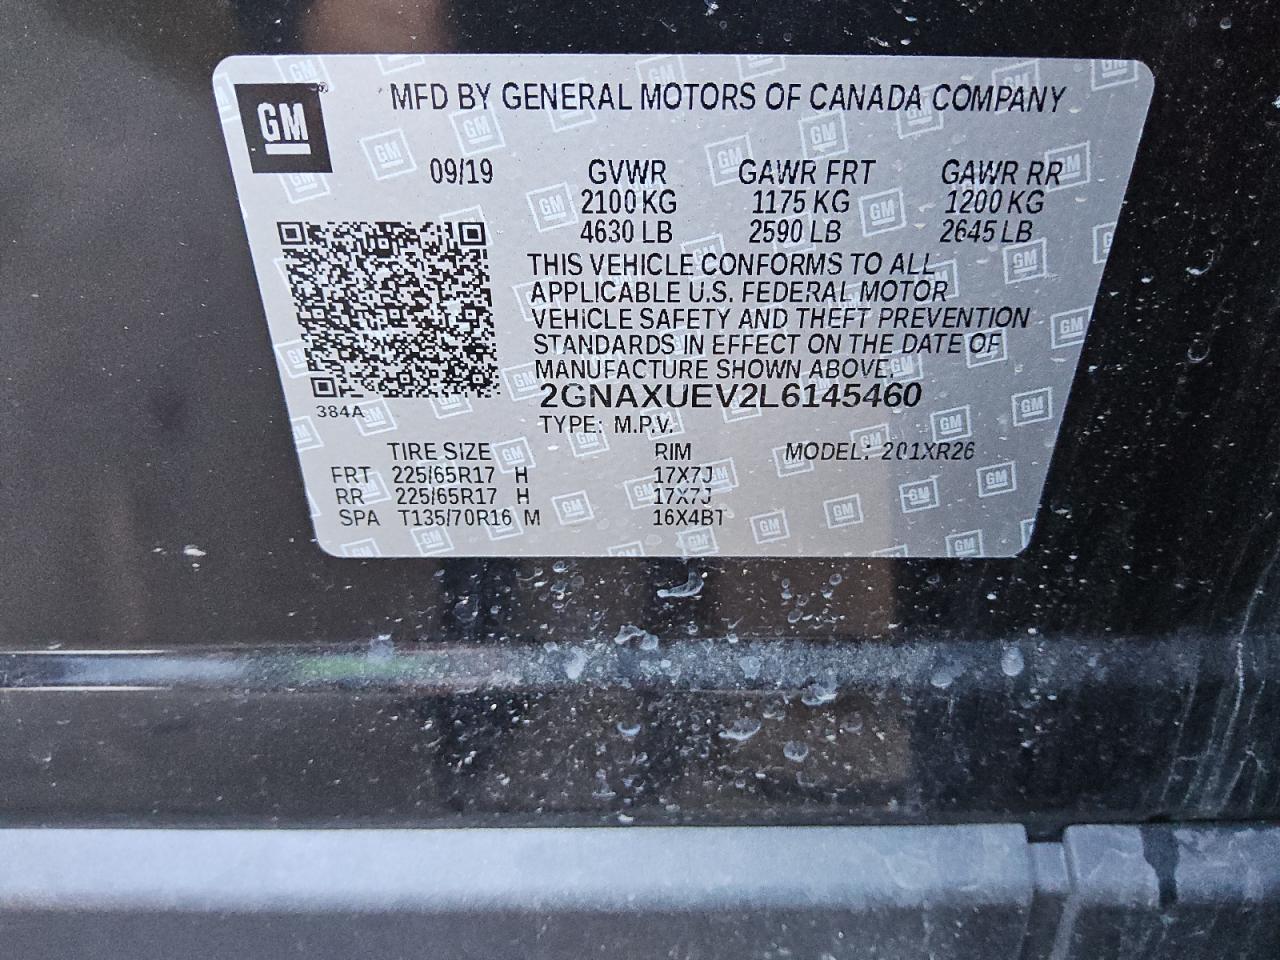 GM
MFD BY GENERAL MOTORS OF CANADA COMPANY
09/19 GVWR GAWR FRT GAWR RR
2100 KG 1175 KG 1200 KG
4630 LB 2590 LB 2645 LB
THIS VEHICLE CONFORMS TO ALL
APPLICABLE U.S. FEDERAL MOTOR
VEHICLE SAFETY AND THEFT PREVENTION
STANDARDS IN EFFECT ON THE DATE OF
MANUFACTURE SHOWN ABOVE.
2GNAXUEV2L6145460
384A
TYPE: M.P.V.
TIRE SIZE RIM MODEL: 201XR26
FRT 225/65R17 H 17X7J
RR 225/65R17 H 17X7J
SPA T135/70R16 M 16X4BT